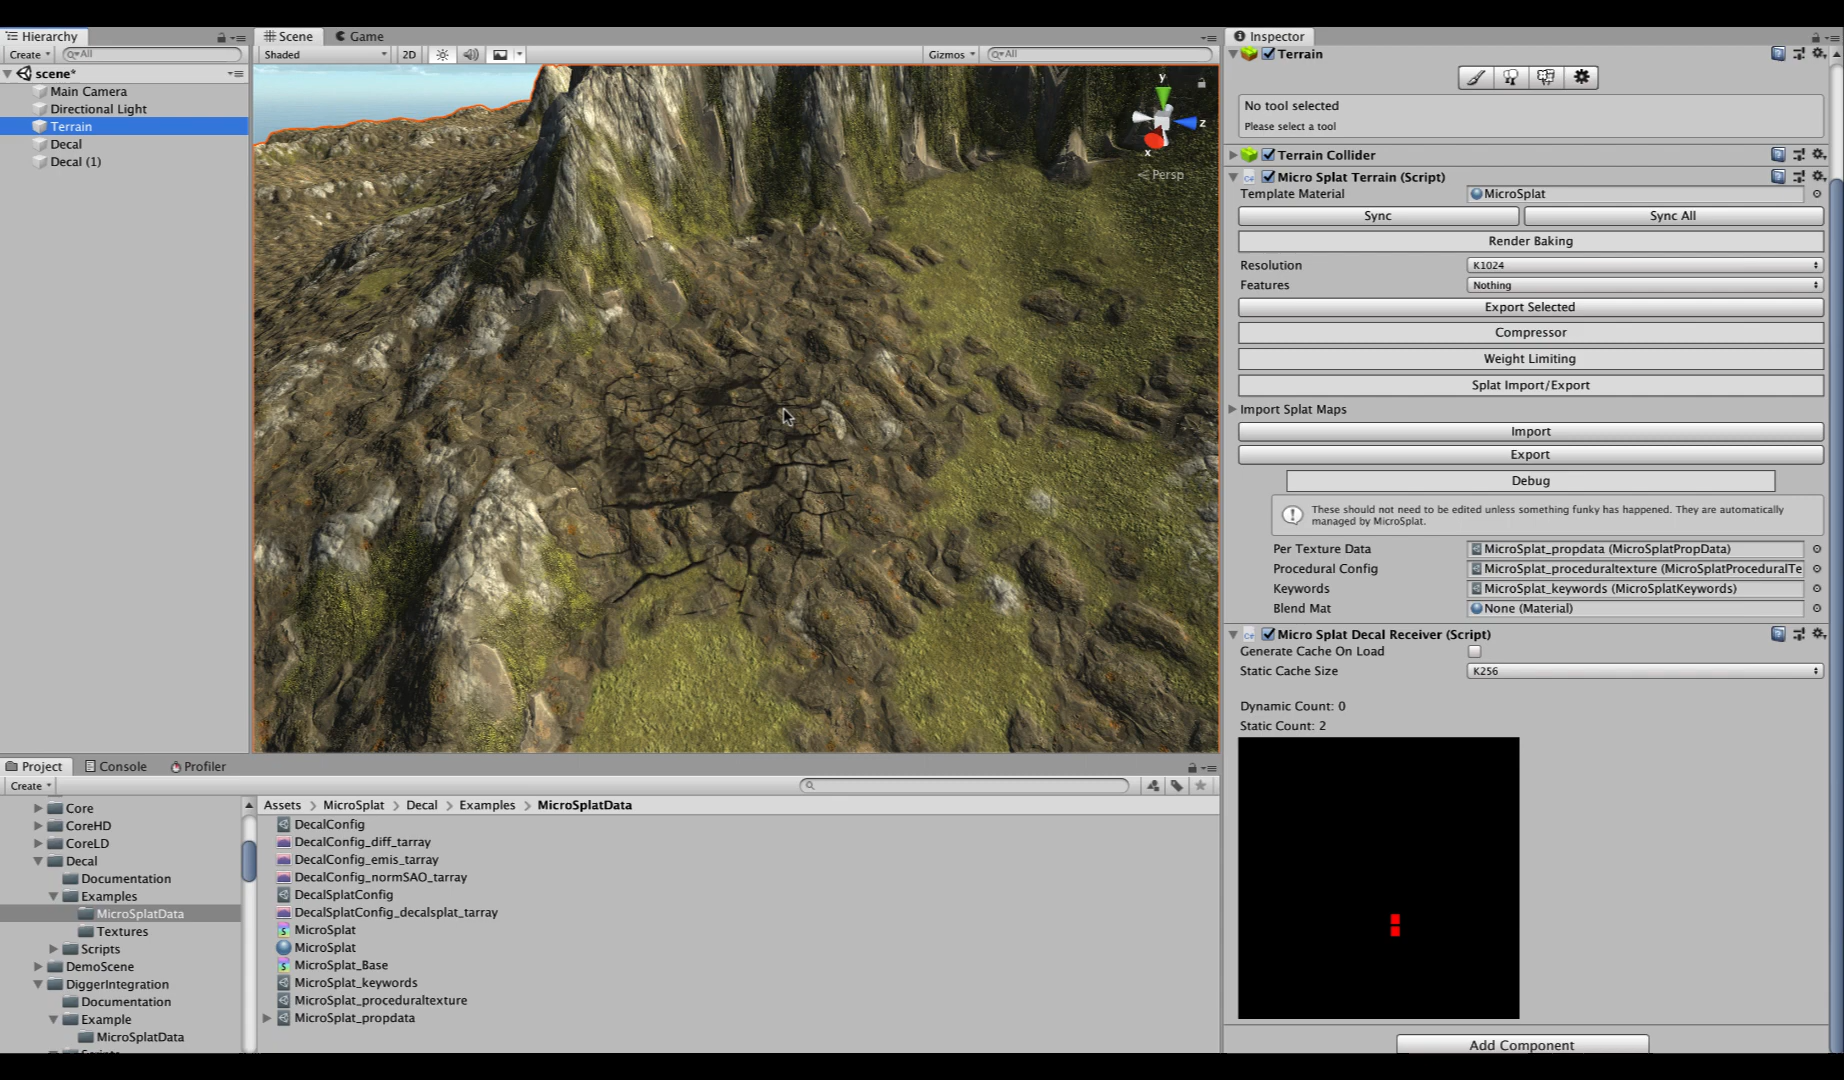 Hierarchy
Create
All
scene*
Main Camera
Directional Light
Terrain
Decal
Decal (1)
Scene
Game
Shaded
2D
Gizmos
All
y
z
x
Persp
Inspector
Terrain
No tool selected
Please select a tool
Terrain Collider
Micro Splat Terrain (Script)
Template Material
MicroSplat
Sync
Sync All
Render Baking
Resolution
K1024
Features
Nothing
Export Selected
Compressor
Weight Limiting
Splat Import/Export
Import Splat Maps
Import
Export
Debug
These should not need to be edited unless something funky has happened. They are automatically
managed by MicroSplat.
Per Texture Data
MicroSplat_propdata (MicroSplatPropData)
Procedural Config
MicroSplat_proceduraltexture (MicroSplatProceduralTe
Keywords
MicroSplat_keywords (MicroSplatKeywords)
Blend Mat
None (Material)
Micro Splat Decal Receiver (Script)
Generate Cache On Load
Static Cache Size
K256
Dynamic Count: 0
Static Count: 2
Add Component
Project
Console
Profiler
Create
Core
CoreHD
CoreLD
Decal
Documentation
Examples
MicroSplatData
Textures
Scripts
DemoScene
DiggerIntegration
Documentation
Example
MicroSplatData
Assets > MicroSplat > Decal > Examples > MicroSplatData
DecalConfig
DecalConfig_diff_tarray
DecalConfig_emis_tarray
DecalConfig_normSAO_tarray
DecalSplatConfig
DecalSplatConfig_decalsplat_tarray
MicroSplat
MicroSplat
MicroSplat_Base
MicroSplat_keywords
MicroSplat_proceduraltexture
MicroSplat_propdata